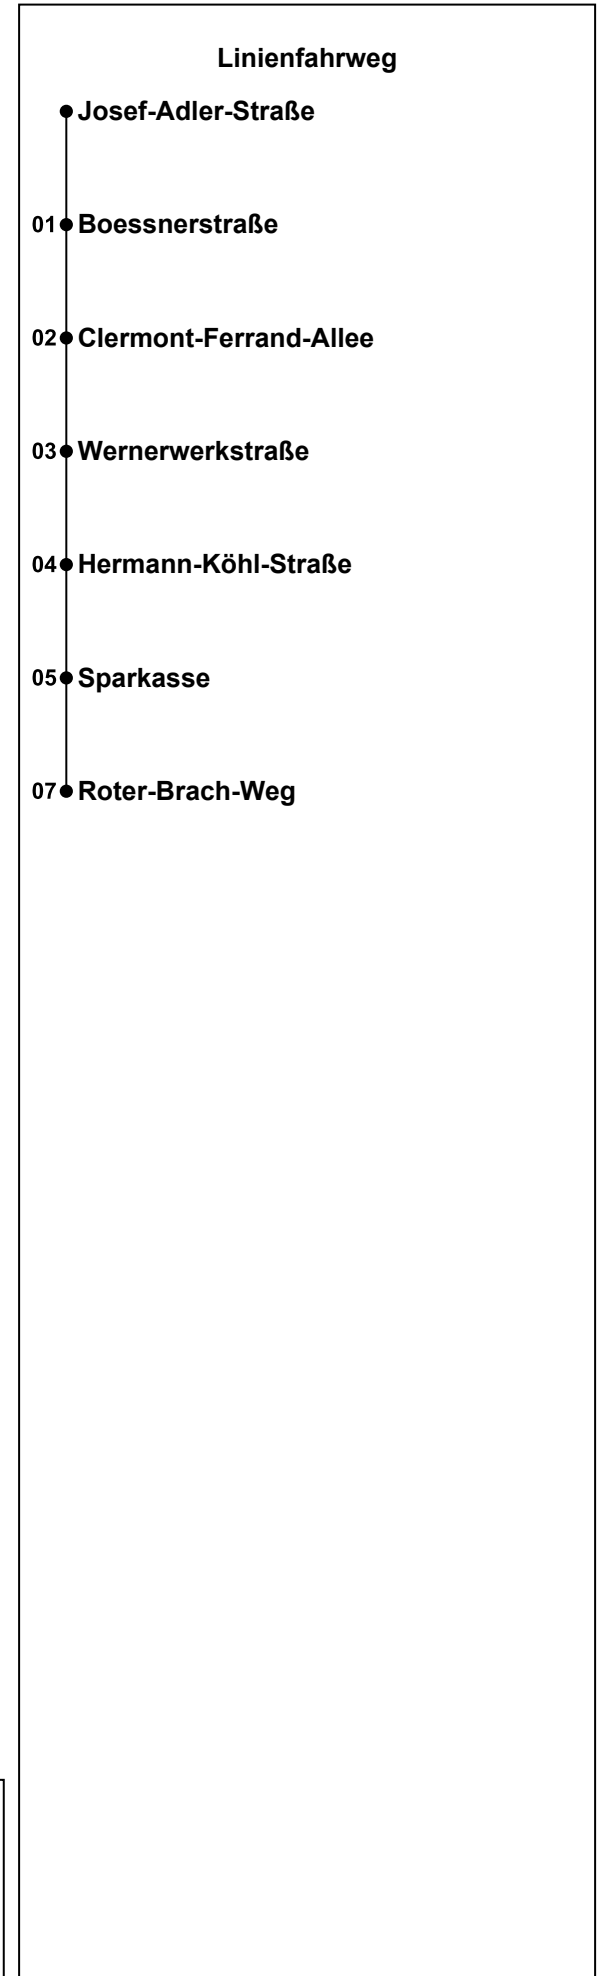 Linienfahrweg
Josef-Adler-Straße
01 Boessnerstraße
02 Clermont-Ferrand-Allee
03 Wernerwerkstraße
04 Hermann-Köhl-Straße
05 Sparkasse
07 Roter-Brach-Weg